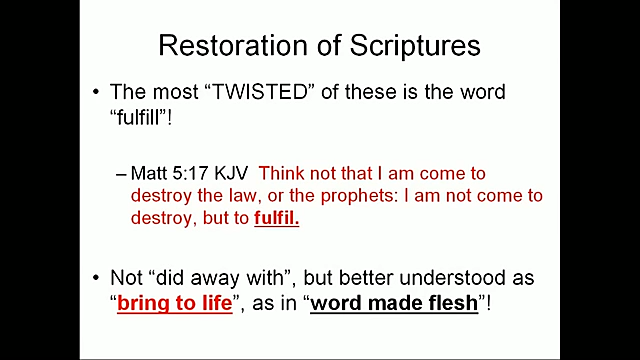 Restoration of Scriptures
• The most “TWISTED” of these is the word
“fulfill”!
– Matt 5:17 KJV Think not that I am come to
destroy the law, or the prophets: I am not come to
destroy, but to fulfil.
• Not “did away with”, but better understood as
“bring to life”, as in “word made flesh”!